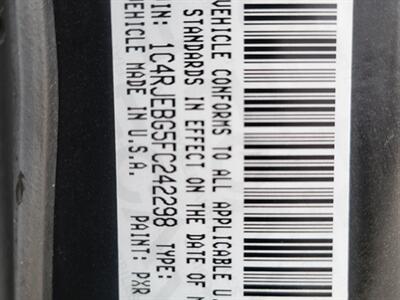 VEHICLE CONFORMS TO ALL APPLICABLE U
STANDARDS IN EFFECT ON THE DATE OF
VIN: 1C4RJEBG5FC242298 TYPE:
VEHICLE MADE IN U.S.A. PAINT: PXR